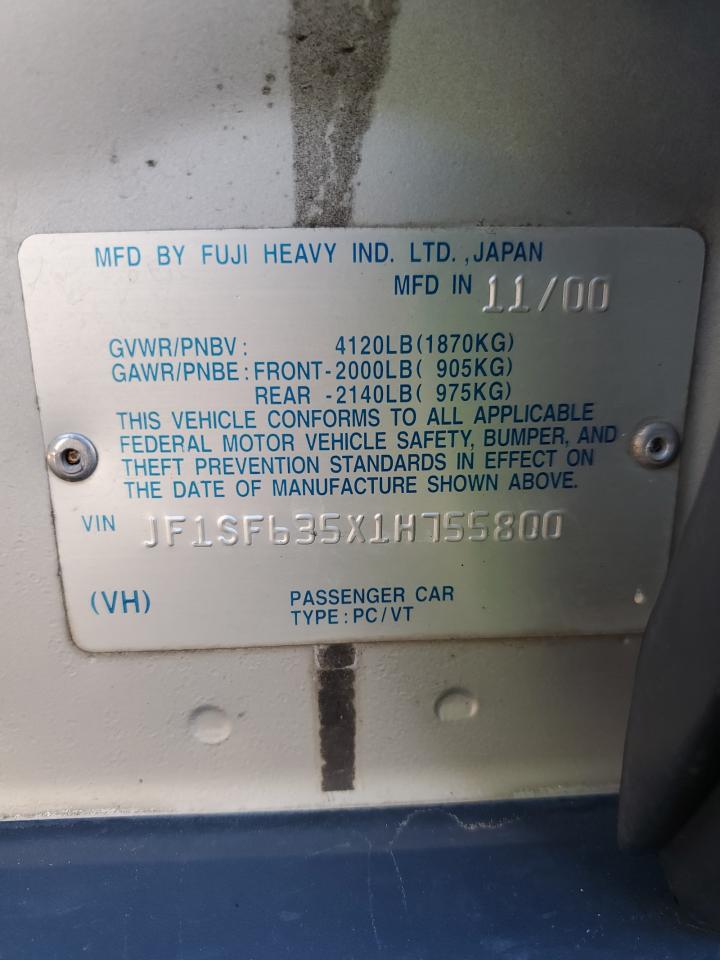 MFD BY FUJI HEAVY IND. LTD., JAPAN
MFD IN 11/00
GVWR/PNBV: 4120LB(1870KG)
GAWR/PNBE: FRONT-2000LB( 905KG)
REAR -2140LB( 975KG)
THIS VEHICLE CONFORMS TO ALL APPLICABLE
FEDERAL MOTOR VEHICLE SAFETY, BUMPER, AND
THEFT PREVENTION STANDARDS IN EFFECT ON
THE DATE OF MANUFACTURE SHOWN ABOVE.
VIN JF1SF635X1H755800
(VH) PASSENGER CAR
TYPE: PC/VT